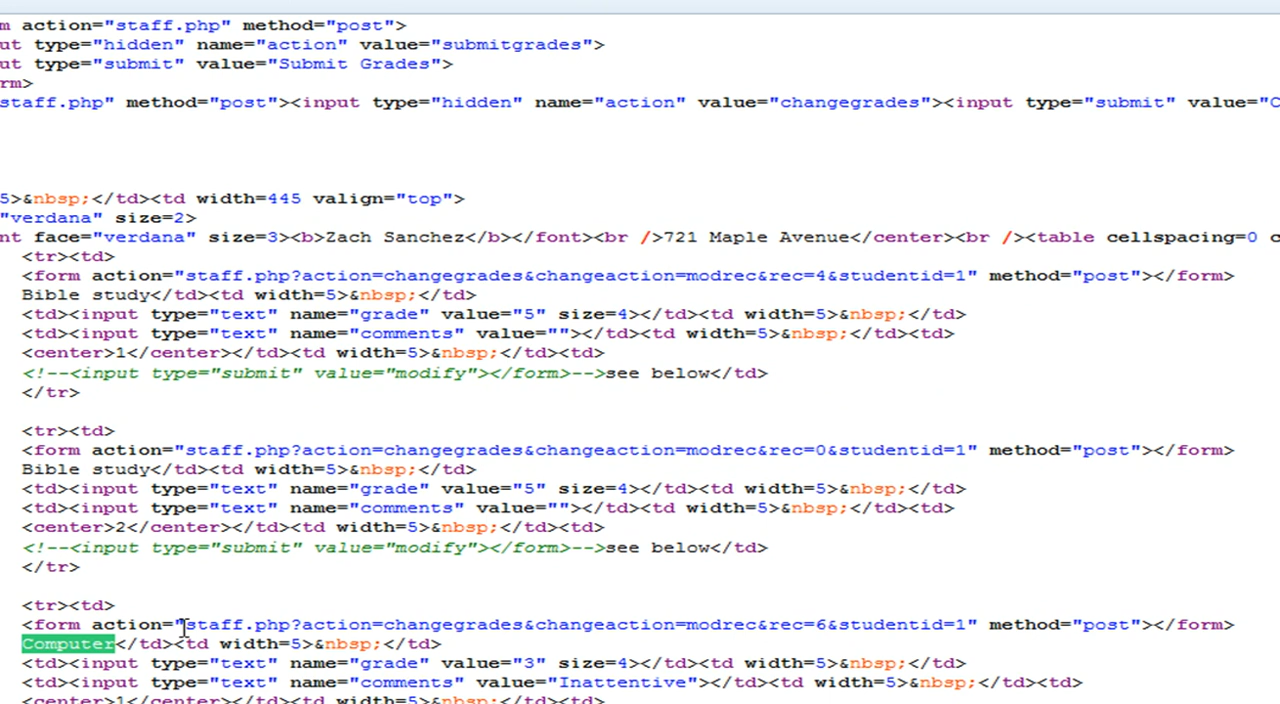 m action="staff.php" method="post">
ut type="hidden" name="action" value="submitgrades">
ut type="submit" value="Submit Grades">
rm>
staff.php" method="post"><input type="hidden" name="action" value="changegrades"><input type="submit" value="C
5>&nbsp;</td><td width=445 valign="top">
"verdana" size=2>
nt face="verdana" size=3><b>Zach Sanchez</b></font><br />721 Maple Avenue</center><br /><table cellspacing=0 c
<tr><td>
<form action="staff.php?action=changegrades&changeaction=modrec&rec=4&studentid=1" method="post"></form>
Bible study</td><td width=5>&nbsp;</td>
<td><input type="text" name="grade" value="5" size=4></td><td width=5>&nbsp;</td>
<td><input type="text" name="comments" value=""></td><td width=5>&nbsp;</td><td>
<center>1</center></td><td width=5>&nbsp;</td><td>
<!--<input type="submit" value="modify"></form>-->see below</td>
</tr>
<tr><td>
<form action="staff.php?action=changegrades&changeaction=modrec&rec=0&studentid=1" method="post"></form>
Bible study</td><td width=5>&nbsp;</td>
<td><input type="text" name="grade" value="5" size=4></td><td width=5>&nbsp;</td>
<td><input type="text" name="comments" value=""></td><td width=5>&nbsp;</td><td>
<center>2</center></td><td width=5>&nbsp;</td><td>
<!--<input type="submit" value="modify"></form>-->see below</td>
</tr>
<tr><td>
<form action="staff.php?action=changegrades&changeaction=modrec&rec=6&studentid=1" method="post"></form>
Computer</td><td width=5>&nbsp;</td>
<td><input type="text" name="grade" value="3" size=4></td><td width=5>&nbsp;</td>
<td><input type="text" name="comments" value="Inattentive"></td><td width=5>&nbsp;</td><td>
<center>1</center></td><td width=5>&nbsp;</td><td>